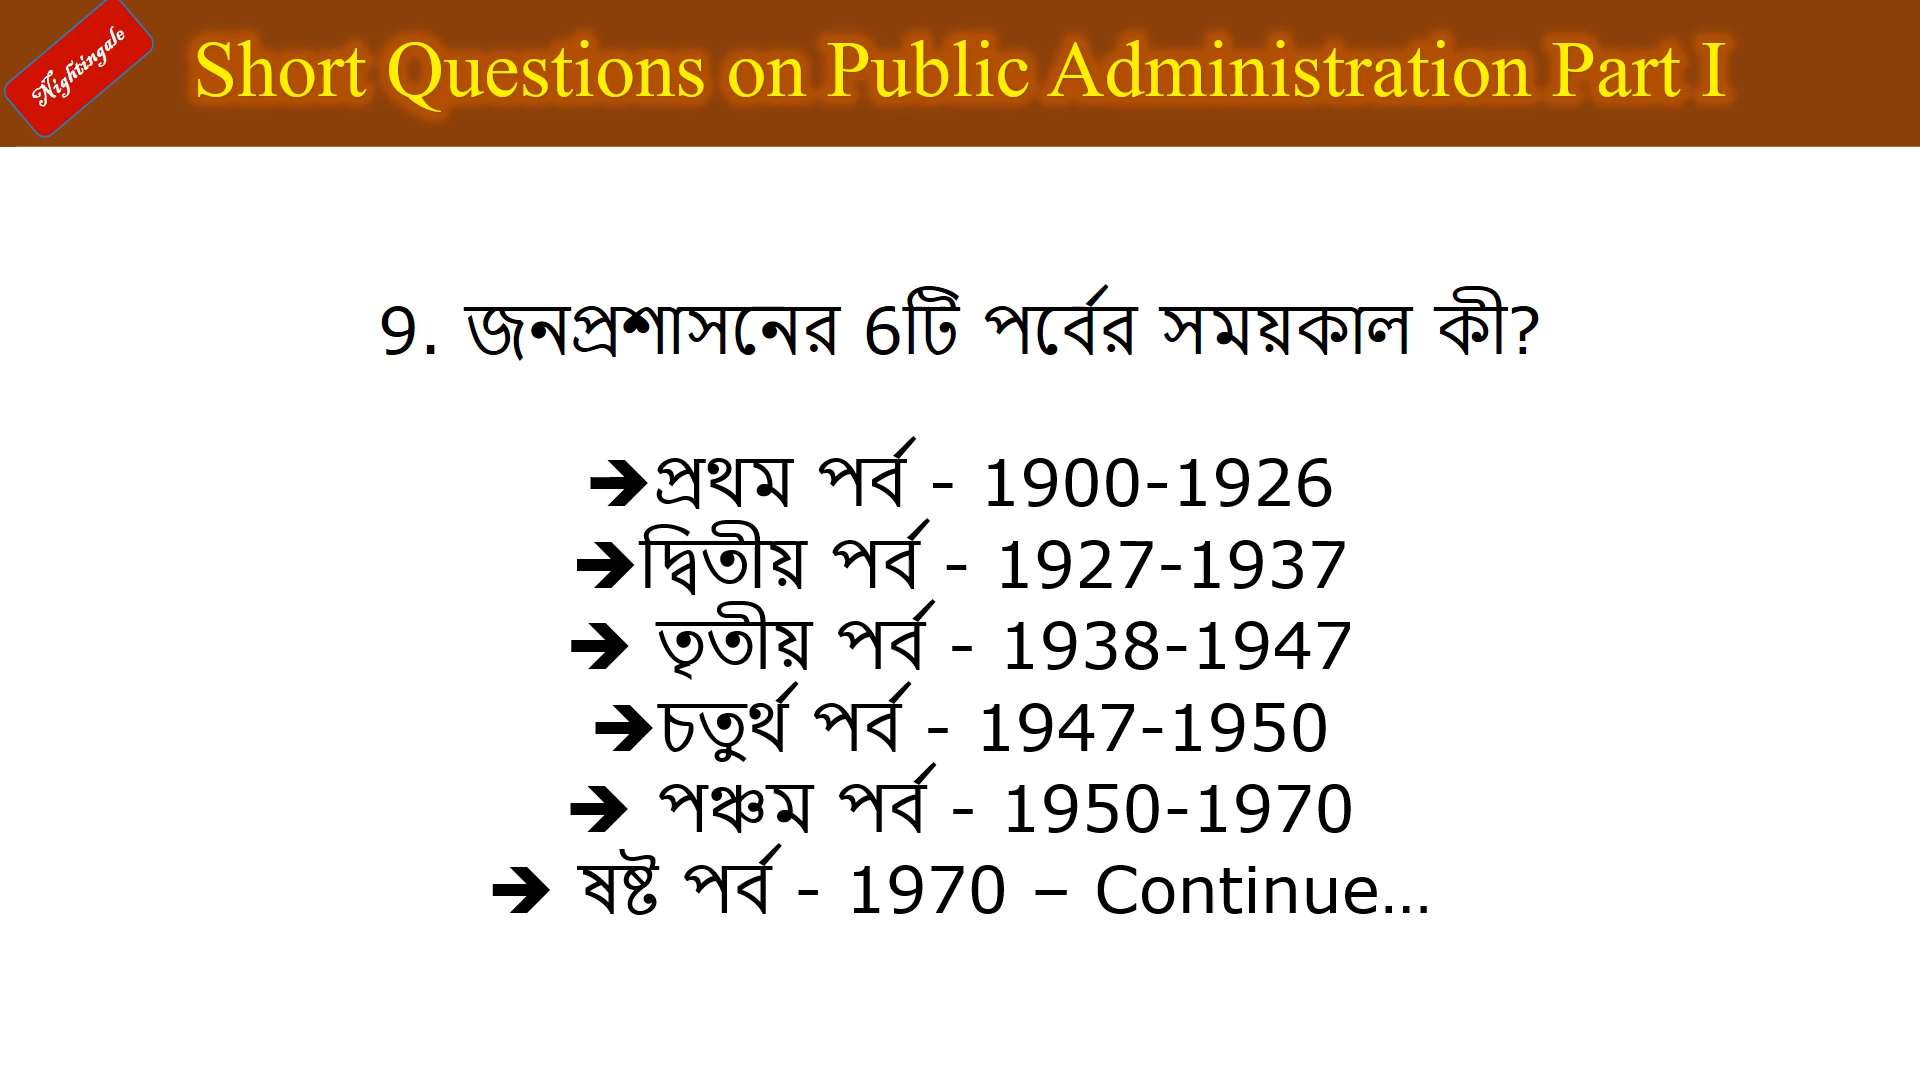 Nightingale
Short Questions on Public Administration Part I
9. জনপ্রশাসনের 6টি পর্বের সময়কাল কী?
➔প্রথম পর্ব - 1900-1926
➔দ্বিতীয় পর্ব - 1927-1937
➔ তৃতীয় পর্ব - 1938-1947
➔চতুর্থ পর্ব - 1947-1950
➔ পঞ্চম পর্ব - 1950-1970
➔ ষষ্ট পর্ব - 1970 – Continue...